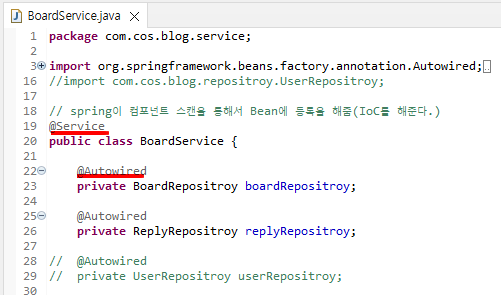 BoardService.java
1 package com.cos.blog.service;
2
3 import org.springframework.beans.factory.annotation.Autowired;
16 //import com.cos.blog.repositroy.UserRepositroy;
17
18 // spring이 컴포넌트 스캔을 통해서 Bean에 등록을 해줌(IoC를 해준다.)
19 @Service
20 public class BoardService {
21
22 @Autowired
23 private BoardRepositroy boardRepositroy;
24
25 @Autowired
26 private ReplyRepositroy replyRepositroy;
27
28 // @Autowired
29 // private UserRepositroy userRepositroy;
30